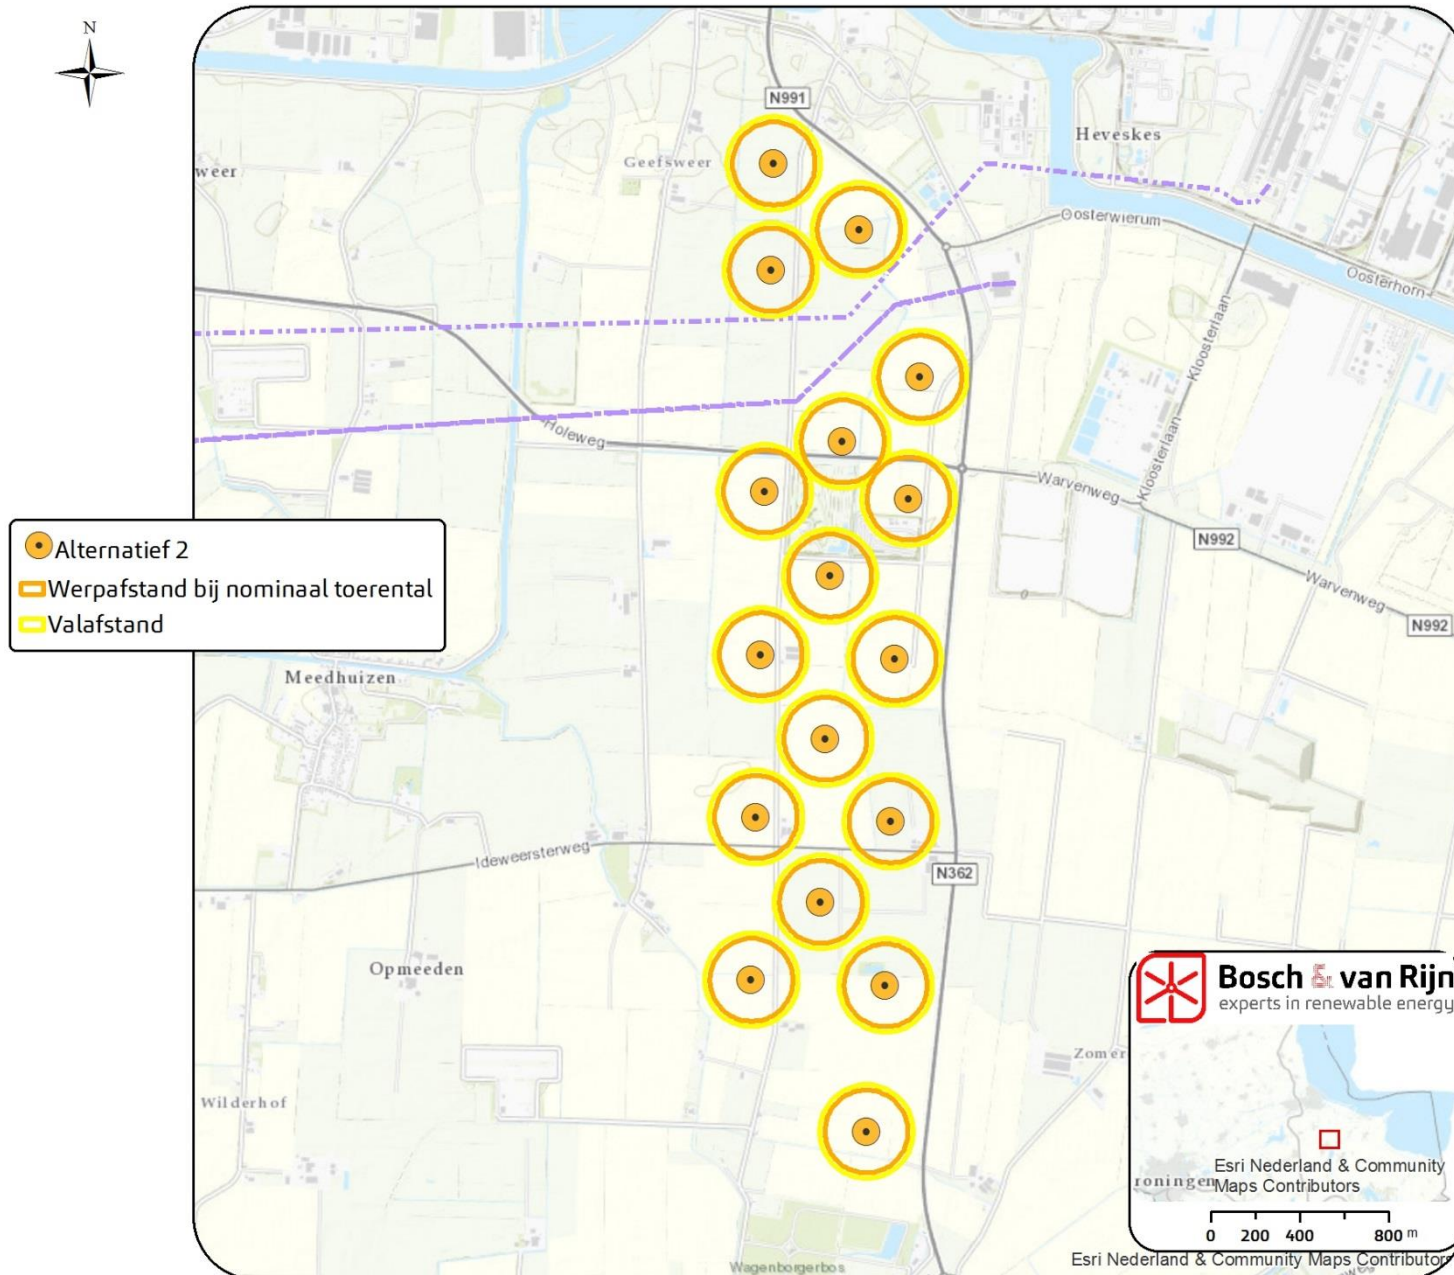 N
N991
Heveskes
Geefsweer
weer
Oosterwierum
Oosterhorn
Kloosterlaan
Holeweg
Kloosterlaan
Warvenweg
N992
Warvenweg
N992
Alternatief 2
Werpafstand bij nominaal toerental
Valafstand
Meedhuizen
Ideweersterweg
N362
Opmeeden
Bosch & van Rijn
experts in renewable energy
Zomer
Wilderhof
Esri Nederland & Community
Maps Contributors
roningen
0 200 400 800 m
Esri Nederland & Community Maps Contributors
Wagenborgerbos